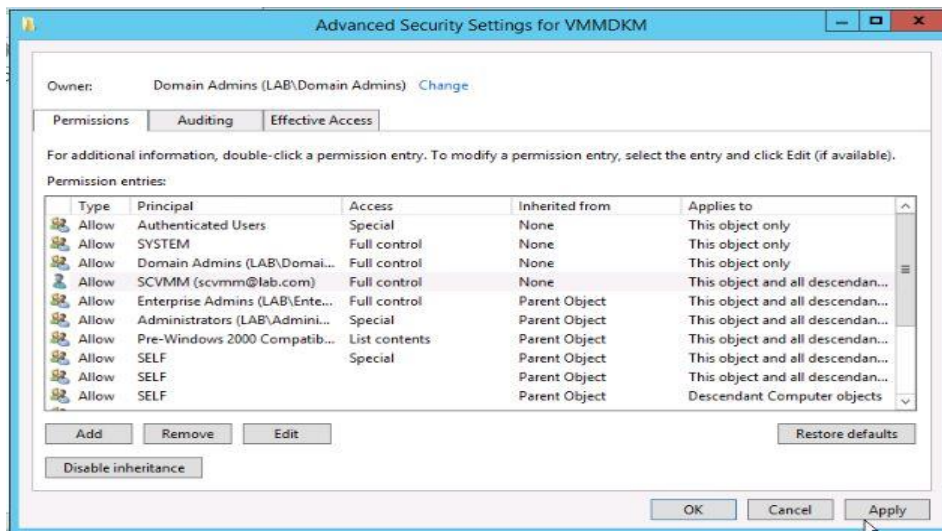 Advanced Security Settings for VMMDKM
Owner: Domain Admins (LAB\Domain Admins) Change
Permissions Auditing Effective Access
For additional information, double-click a permission entry. To modify a permission entry, select the entry and click Edit (if available).
Permission entries:
Type Principal Access Inherited from Applies to
Allow Authenticated Users Special None This object only
Allow SYSTEM Full control None This object only
Allow Domain Admins (LAB\Domai... Full control None This object only
Allow SCVMM (scvmm@lab.com) Full control None This object and all descendan...
Allow Enterprise Admins (LAB\Ente... Full control Parent Object This object and all descendan...
Allow Administrators (LAB\Admini... Special Parent Object This object and all descendan...
Allow Pre-Windows 2000 Compatib... List contents Parent Object This object and all descendan...
Allow SELF Special Parent Object This object and all descendan...
Allow SELF Parent Object This object and all descendan...
Allow SELF Parent Object Descendant Computer objects
Add Remove Edit Restore defaults
Disable inheritance
OK Cancel Apply